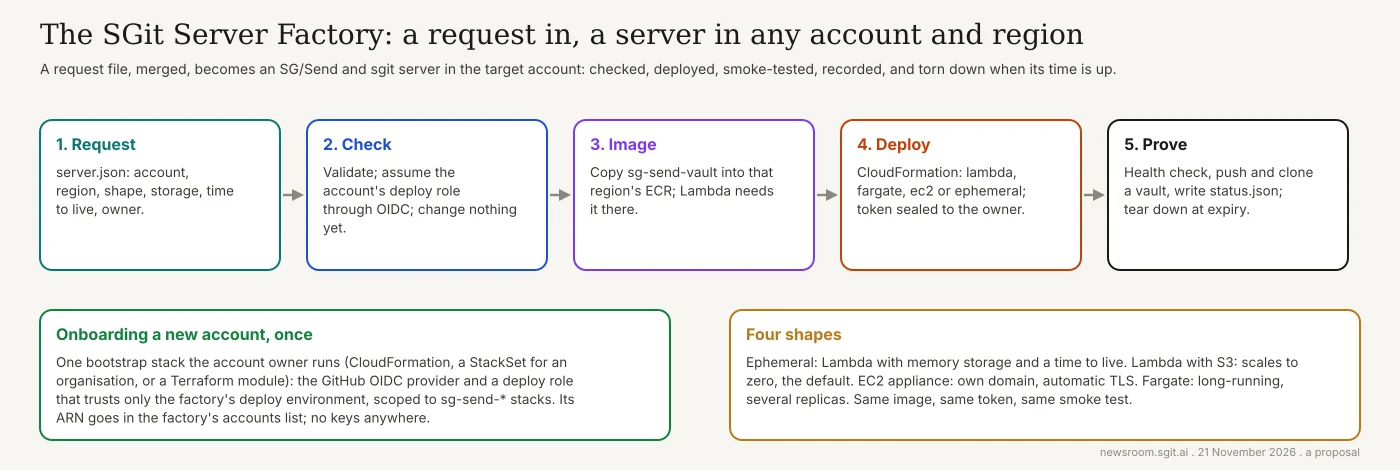 The SGit Server Factory: a request in, a server in any account and region
A request file, merged, becomes an SG/Send and sgit server in the target account: checked, deployed, smoke-tested, recorded, and torn down when its time is up.
1. Request
server.json: account,
region, shape, storage, time
to live, owner.
2. Check
Validate; assume the
account's deploy role
through OIDC; change nothing
yet.
3. Image
Copy sg-send-vault into that
region's ECR; Lambda needs
it there.
4. Deploy
CloudFormation: lambda,
fargate, ec2 or ephemeral;
token sealed to the owner.
5. Prove
Health check, push and clone
a vault, write status.json;
tear down at expiry.
Onboarding a new account, once
One bootstrap stack the account owner runs (CloudFormation, a StackSet for an
organisation, or a Terraform module): the GitHub OIDC provider and a deploy role
that trusts only the factory's deploy environment, scoped to sg-send-* stacks. Its
ARN goes in the factory's accounts list; no keys anywhere.
Four shapes
Ephemeral: Lambda with memory storage and a time to live. Lambda with S3: scales to
zero, the default. EC2 appliance: own domain, automatic TLS. Fargate: long-running,
several replicas. Same image, same token, same smoke test.
newsroom.sgit.ai . 21 November 2026 . a proposal